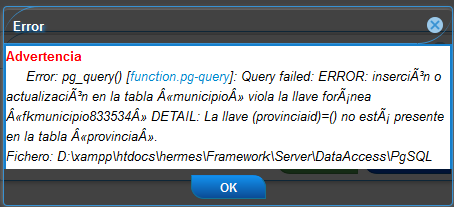 Error
Advertencia
Error: pg_query() [function.pg-query]: Query failed: ERROR: inserciÃ³n o
actualizaciÃ³n en la tabla Â«municipioÂ» viola la llave forÃ¡nea
Â«fkmunicipio833534Â» DETAIL: La llave (provinciaid)=() no estÃ¡ presente
en la tabla Â«provinciaÂ».
Fichero: D:\xampp\htdocs\hermes\Framework\Server\DataAccess\PgSQL
OK